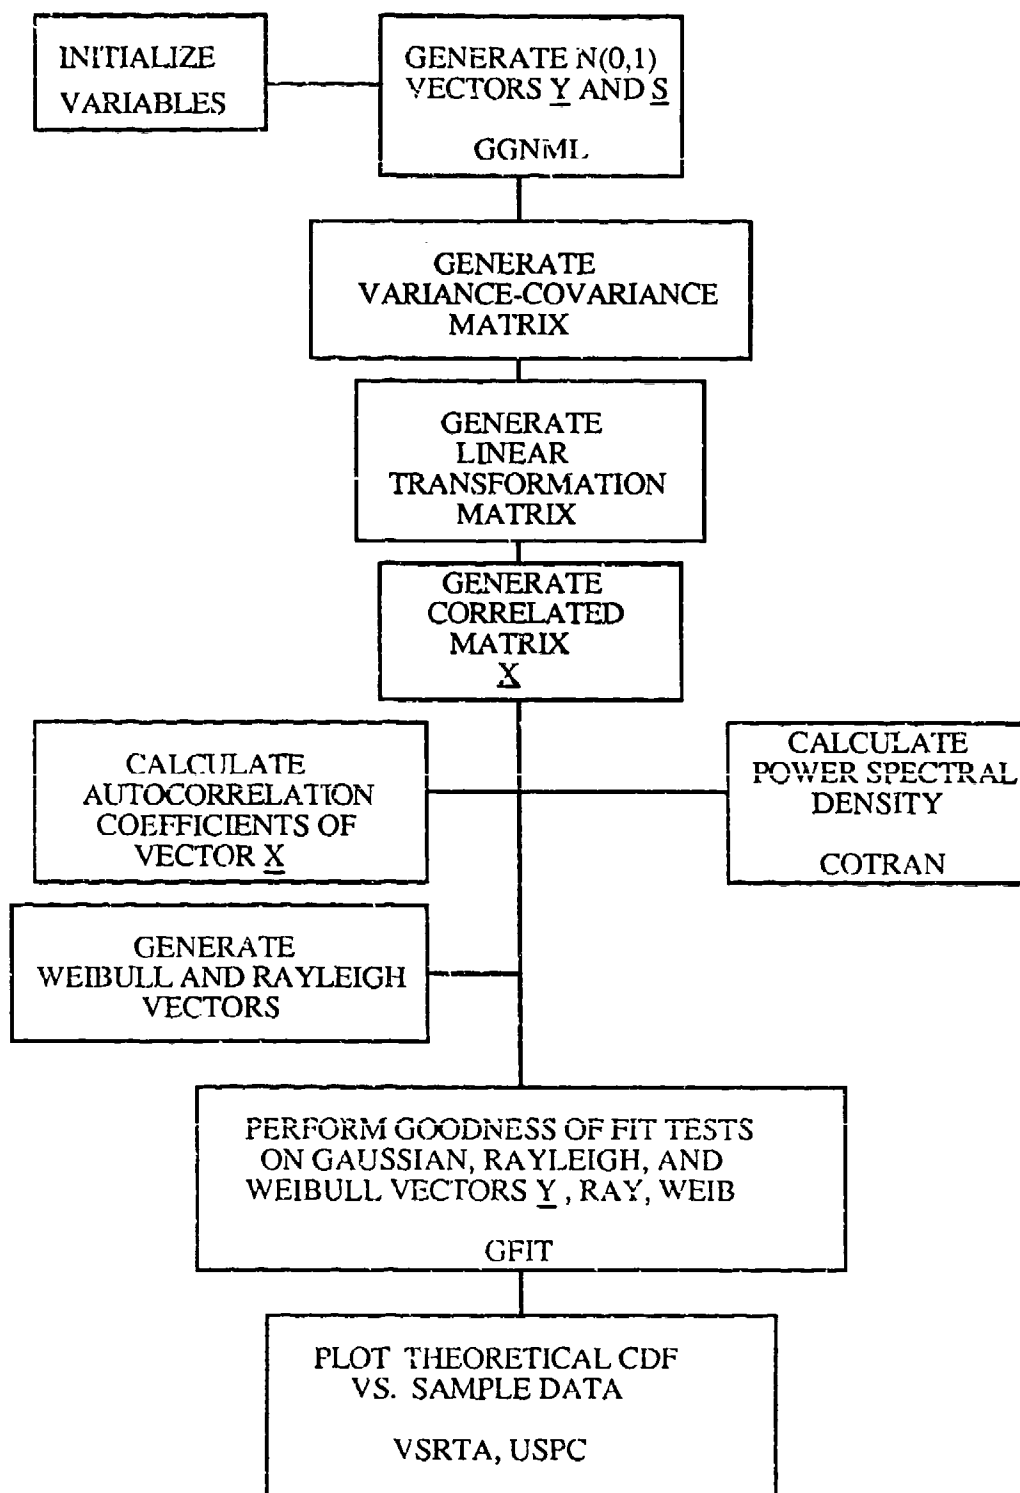 INITIALIZE
VARIABLES
GENERATE N(0,1)
VECTORS Y AND S
GGNML
GENERATE
VARIANCE-COVARIANCE
MATRIX
GENERATE
LINEAR
TRANSFORMATION
MATRIX
GENERATE
CORRELATED
MATRIX
X
CALCULATE
AUTOCORRELATION
COEFFICIENTS OF
VECTOR X
CALCULATE
POWER SPECTRAL
DENSITY
COTRAN
GENERATE
WEIBULL AND RAYLEIGH
VECTORS
PERFORM GOODNESS OF FIT TESTS
ON GAUSSIAN, RAYLEIGH, AND
WEIBULL VECTORS Y , RAY, WEIB
GFIT
PLOT THEORETICAL CDF
VS. SAMPLE DATA
VSRTA, USPC